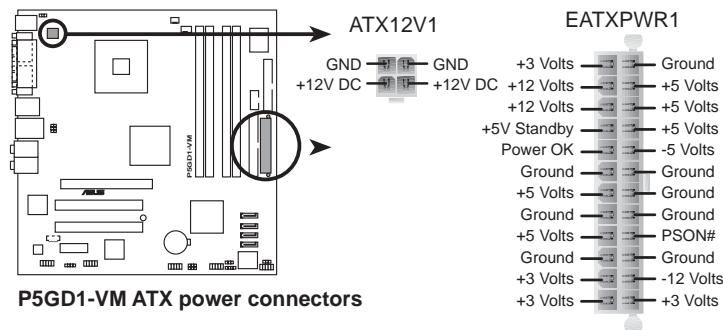 ATX12V1
GND
GND
+12V DC
+12V DC
EATXPWR1
+3 Volts
Ground
+12 Volts
+5 Volts
+12 Volts
+5 Volts
+5V Standby
+5 Volts
Power OK
-5 Volts
Ground
Ground
+5 Volts
Ground
Ground
Ground
+5 Volts
PSON#
Ground
Ground
+3 Volts
-12 Volts
+3 Volts
+3 Volts
P5GD1-VM
ASUS
P5GD1-VM ATX power connectors